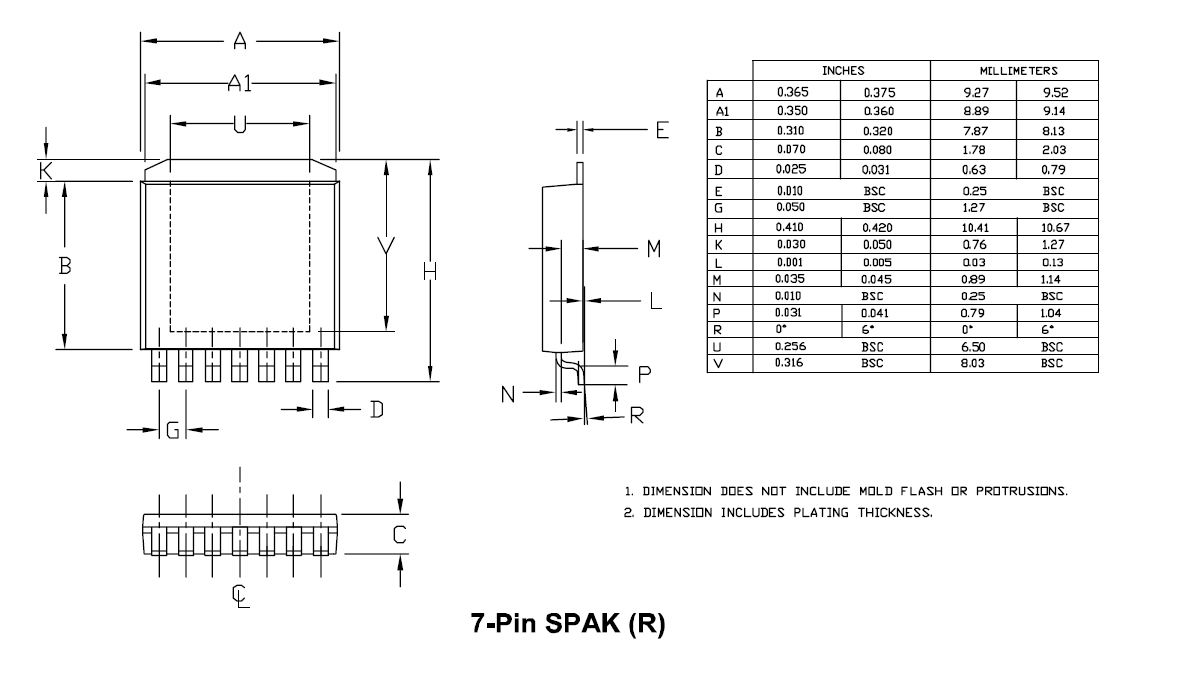 A
A1
U
K
B
V
H
D
G
E
M
L
N
P
R
C
CL
INCHES MILLIMETERS
A 0.365 0.375 9.27 9.52
A1 0.350 0.360 8.89 9.14
B 0.310 0.320 7.87 8.13
C 0.070 0.080 1.78 2.03
D 0.025 0.031 0.63 0.79
E 0.010 BSC 0.25 BSC
G 0.050 BSC 1.27 BSC
H 0.410 0.420 10.41 10.67
K 0.030 0.050 0.76 1.27
L 0.001 0.005 0.03 0.13
M 0.035 0.045 0.89 1.14
N 0.010 BSC 0.25 BSC
P 0.031 0.041 0.79 1.04
R 0° 6° 0° 6°
U 0.256 BSC 6.50 BSC
V 0.316 BSC 8.03 BSC
1. DIMENSION DOES NOT INCLUDE MOLD FLASH OR PROTRUSIONS.
2. DIMENSION INCLUDES PLATING THICKNESS.
7-Pin SPAK (R)